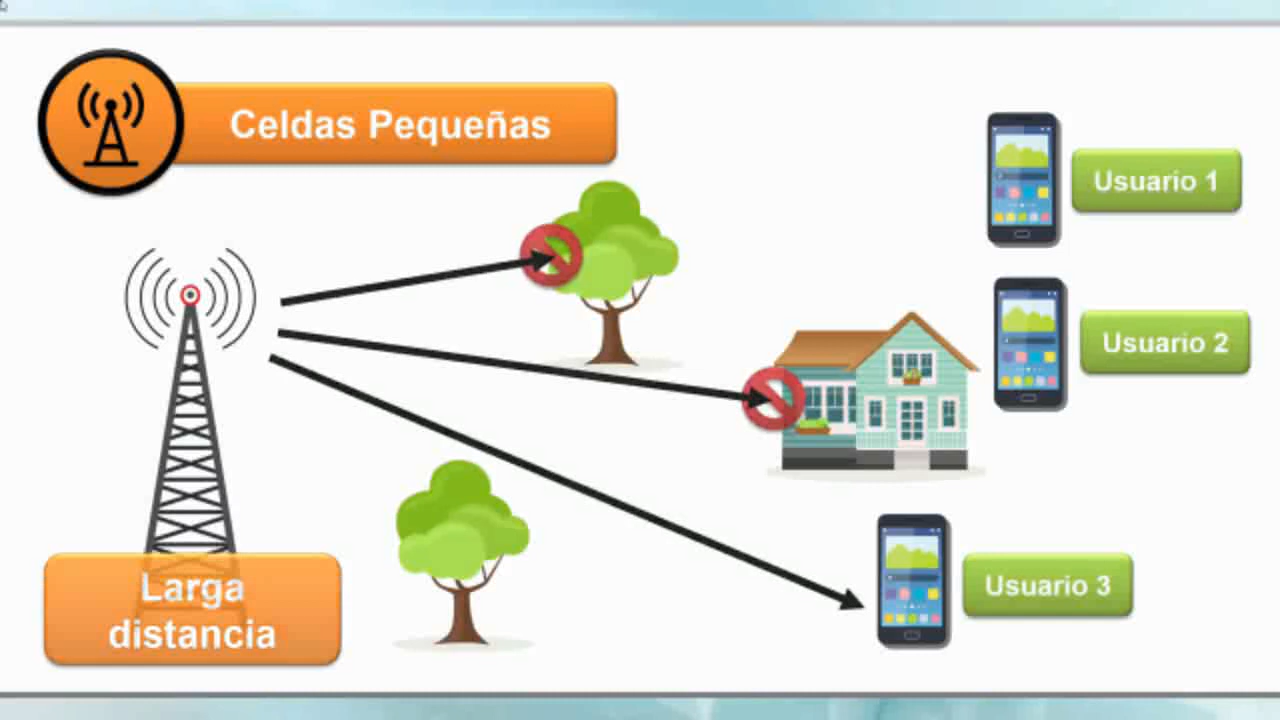 Celdas Pequeñas
Usuario 1
Usuario 2
Usuario 3
Larga
distancia